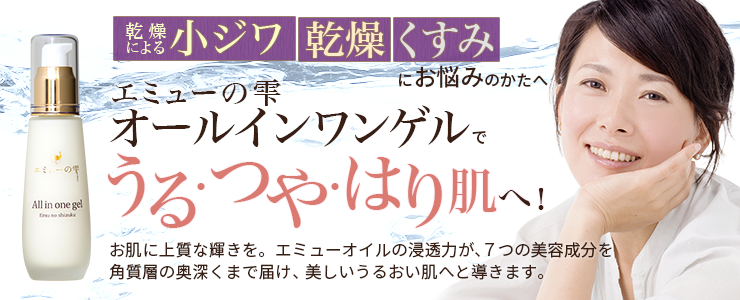 乾燥による 小ジワ 乾燥 くすみ
にお悩みのかたへ
エミューの雫
オールインワンゲルで
うる・つや・はり肌へ!
お肌に上質な輝きを。エミューオイルの浸透力が、7つの美容成分を
角質層の奥深くまで届け、美しいうるおい肌へと導きます。
エミューの雫
All in one gel
Emu no shizuku